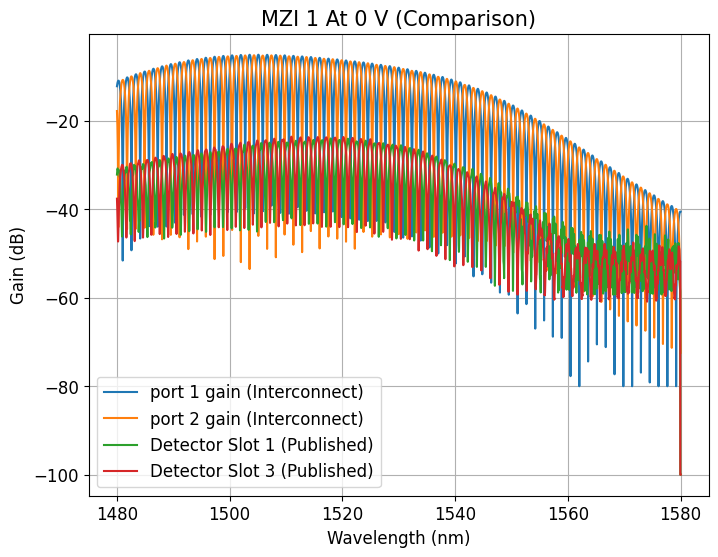 MZI 1 At 0 V (Comparison)
Gain (dB)
−20
−40
−60
−80
−100
port 1 gain (Interconnect)
port 2 gain (Interconnect)
Detector Slot 1 (Published)
Detector Slot 3 (Published)
1480 1500 1520 1540 1560 1580
Wavelength (nm)